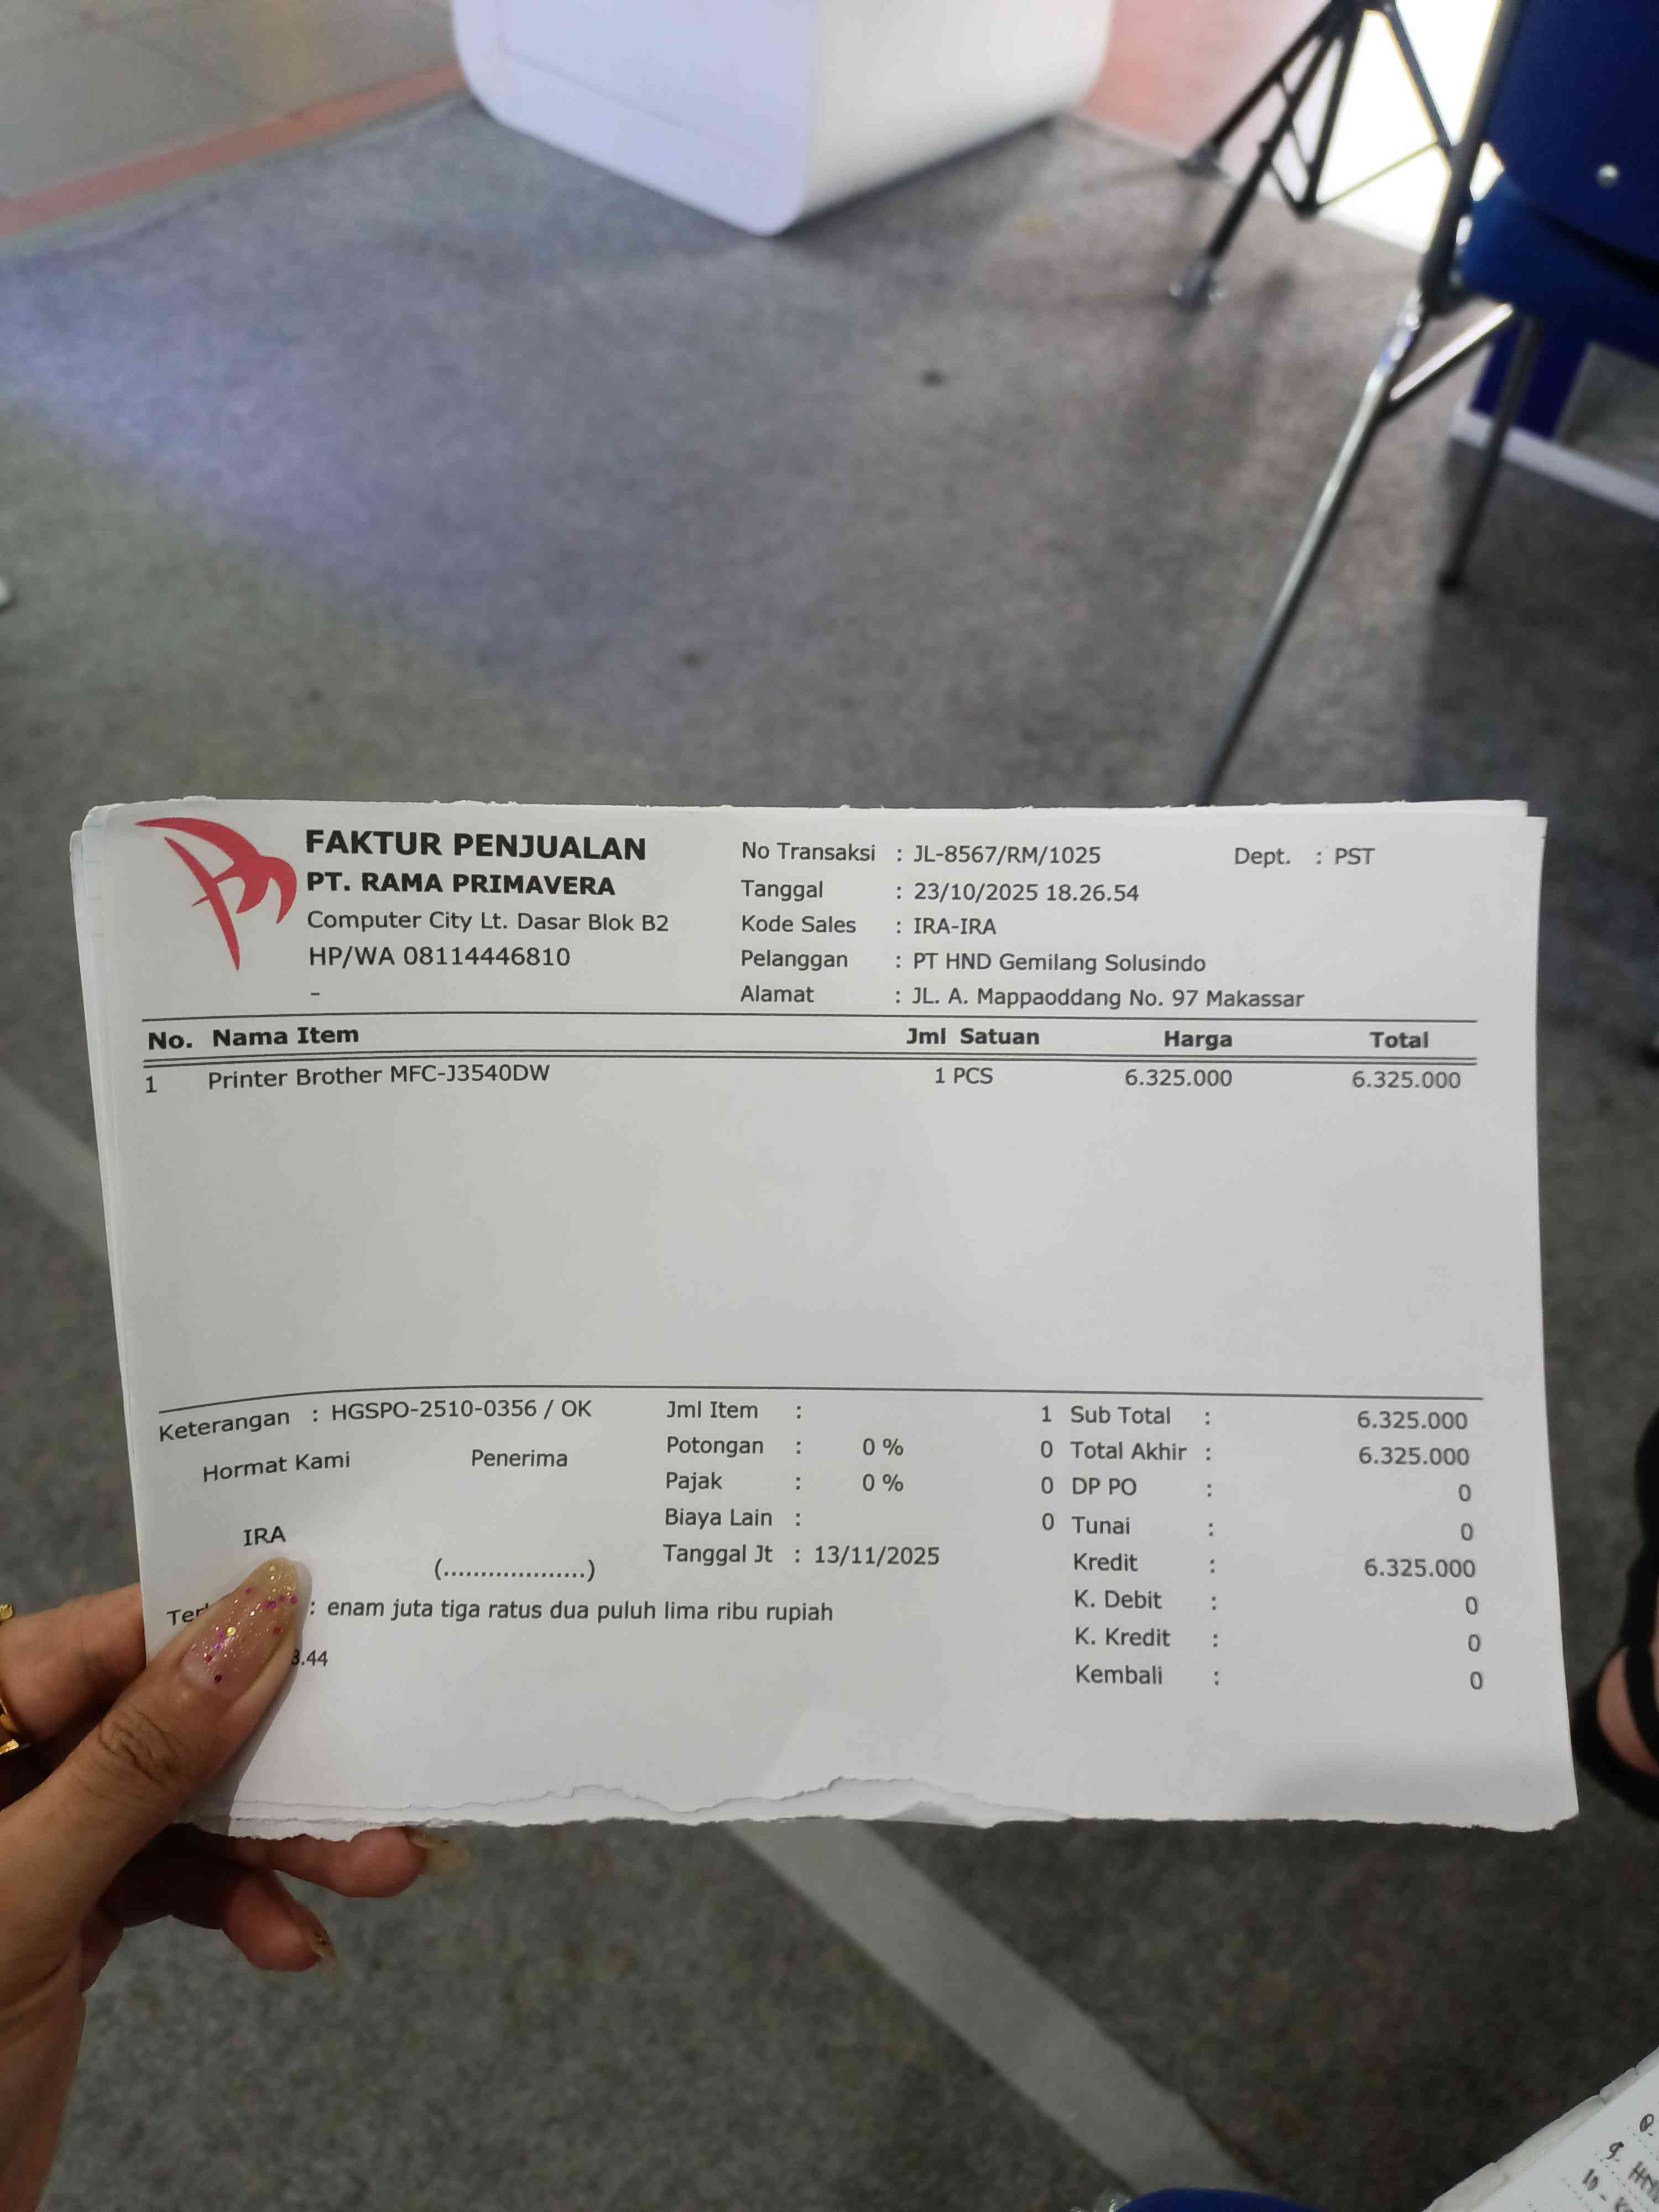 FAKTUR PENJUALAN
PT. RAMA PRIMAVERA
Computer City Lt. Dasar Blok B2
HP/WA 08114446810
-
No Transaksi : JL-8567/RM/1025 Dept. : PST
Tanggal : 23/10/2025 18.26.54
Kode Sales : IRA-IRA
Pelanggan : PT HND Gemilang Solusindo
Alamat : JL. A. Mappaoddang No. 97 Makassar
No. Nama Item Jml Satuan Harga Total
1 Printer Brother MFC-J3540DW 1 PCS 6.325.000 6.325.000
Keterangan : HGSPO-2510-0356 / OK
Hormat Kami Penerima
IRA
(...................)
: enam juta tiga ratus dua puluh lima ribu rupiah
3.44
Jml Item : 1
Potongan : 0 % 0
Pajak : 0 % 0
Biaya Lain : 0
Tanggal Jt : 13/11/2025
Sub Total : 6.325.000
Total Akhir : 6.325.000
DP PO : 0
Tunai : 0
Kredit : 6.325.000
K. Debit : 0
K. Kredit : 0
Kembali : 0